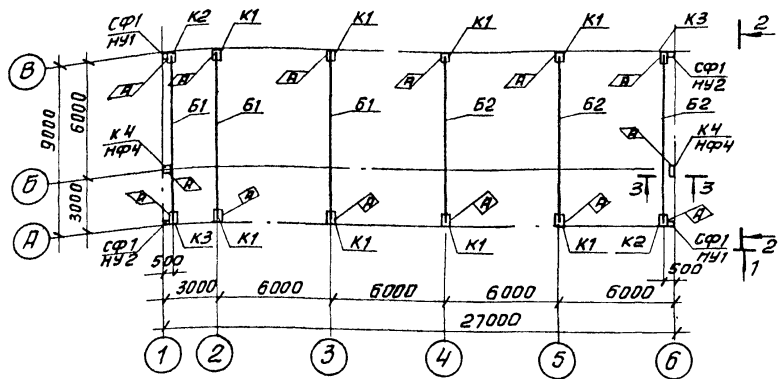 СФ1 К2 К1 К1 К1 К1 К3
НУ1
2
В
А А А А А А
СФ1
НУ2
9000 6000 3000
Б1 Б1 Б1 Б2 Б2 Б2
К4
НФ4
А
К4
НФ4
Б
А
3 3
А А А А А А А
А
СФ1
НУ2
К3 К1 К1 К1 К1 К2
СФ1
НУ1
2
1
500 500
3000 6000 6000 6000 6000
27000
1 2 3 4 5 6